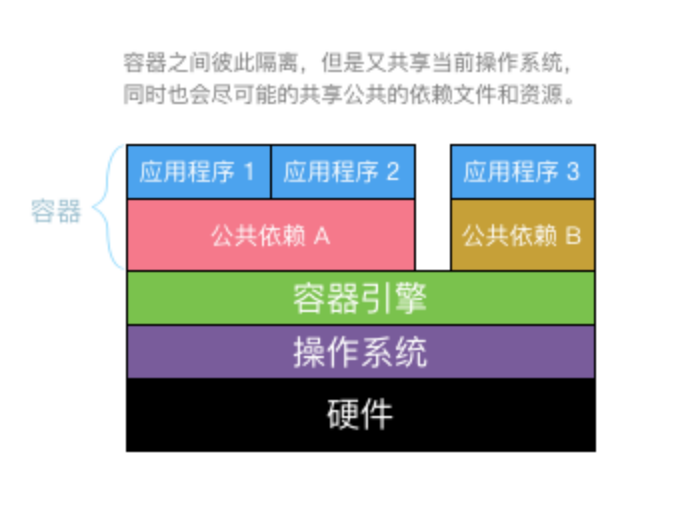 容器之间彼此隔离，但是又共享当前操作系统，
同时也会尽可能的共享公共的依赖文件和资源。
应用程序 1
应用程序 2
应用程序 3
容器
公共依赖 A
公共依赖 B
容器引擎
操作系统
硬件